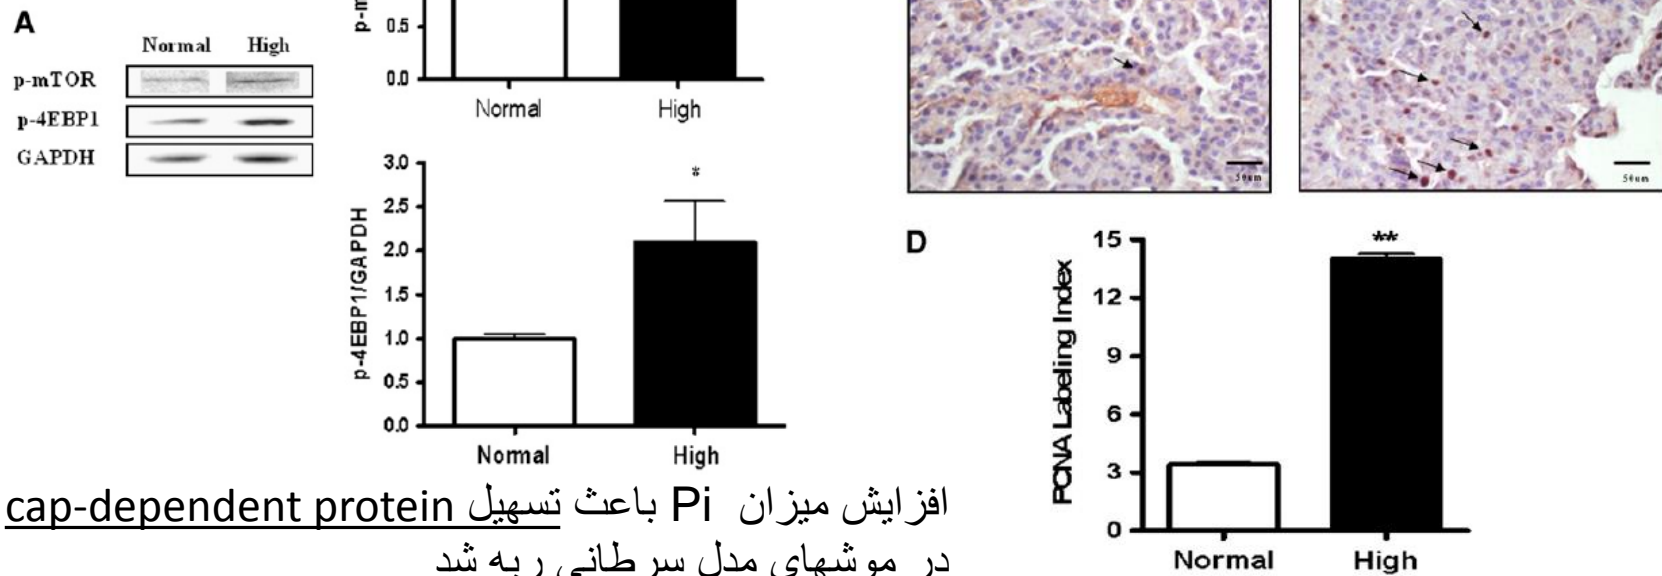 A
Normal High
p-mTOR
p-4EBP1
GAPDH
0.5
0.0
Normal High
p-4EBP1/GAPDH
3.0
2.5
2.0
1.5
1.0
0.5
0.0
*
Normal High
50um
50um
D
PCNA Labeling Index
15
12
9
6
3
0
**
Normal High
افزایش میزان Pi باعث تسهیل cap-dependent protein
در موشهای مدل سرطانی ریه شد